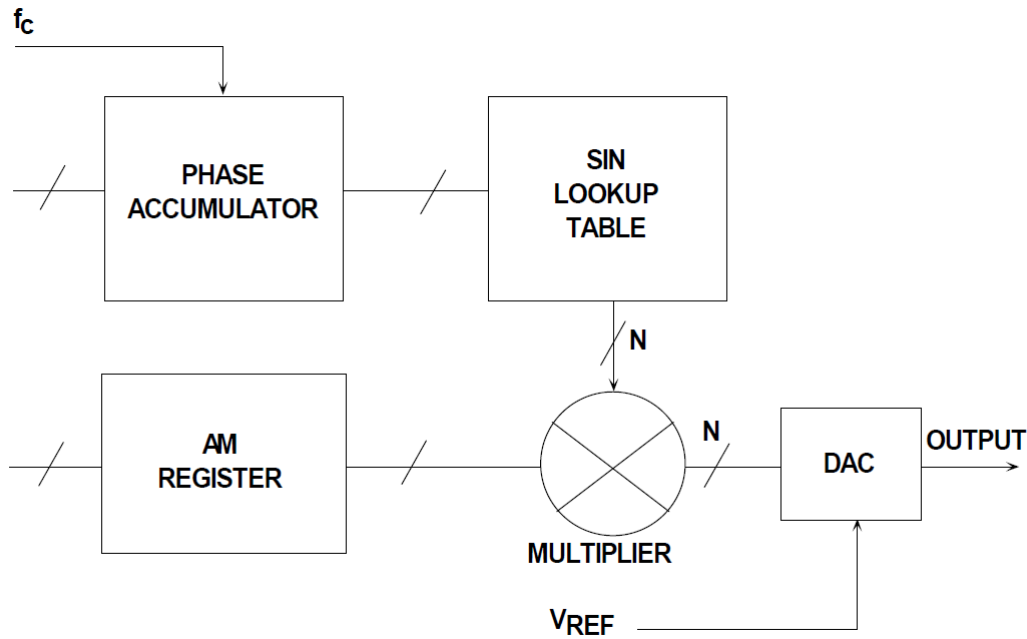 fC
PHASE
ACCUMULATOR
SIN
LOOKUP
TABLE
N
AM
REGISTER
N
MULTIPLIER
DAC
OUTPUT
VREF